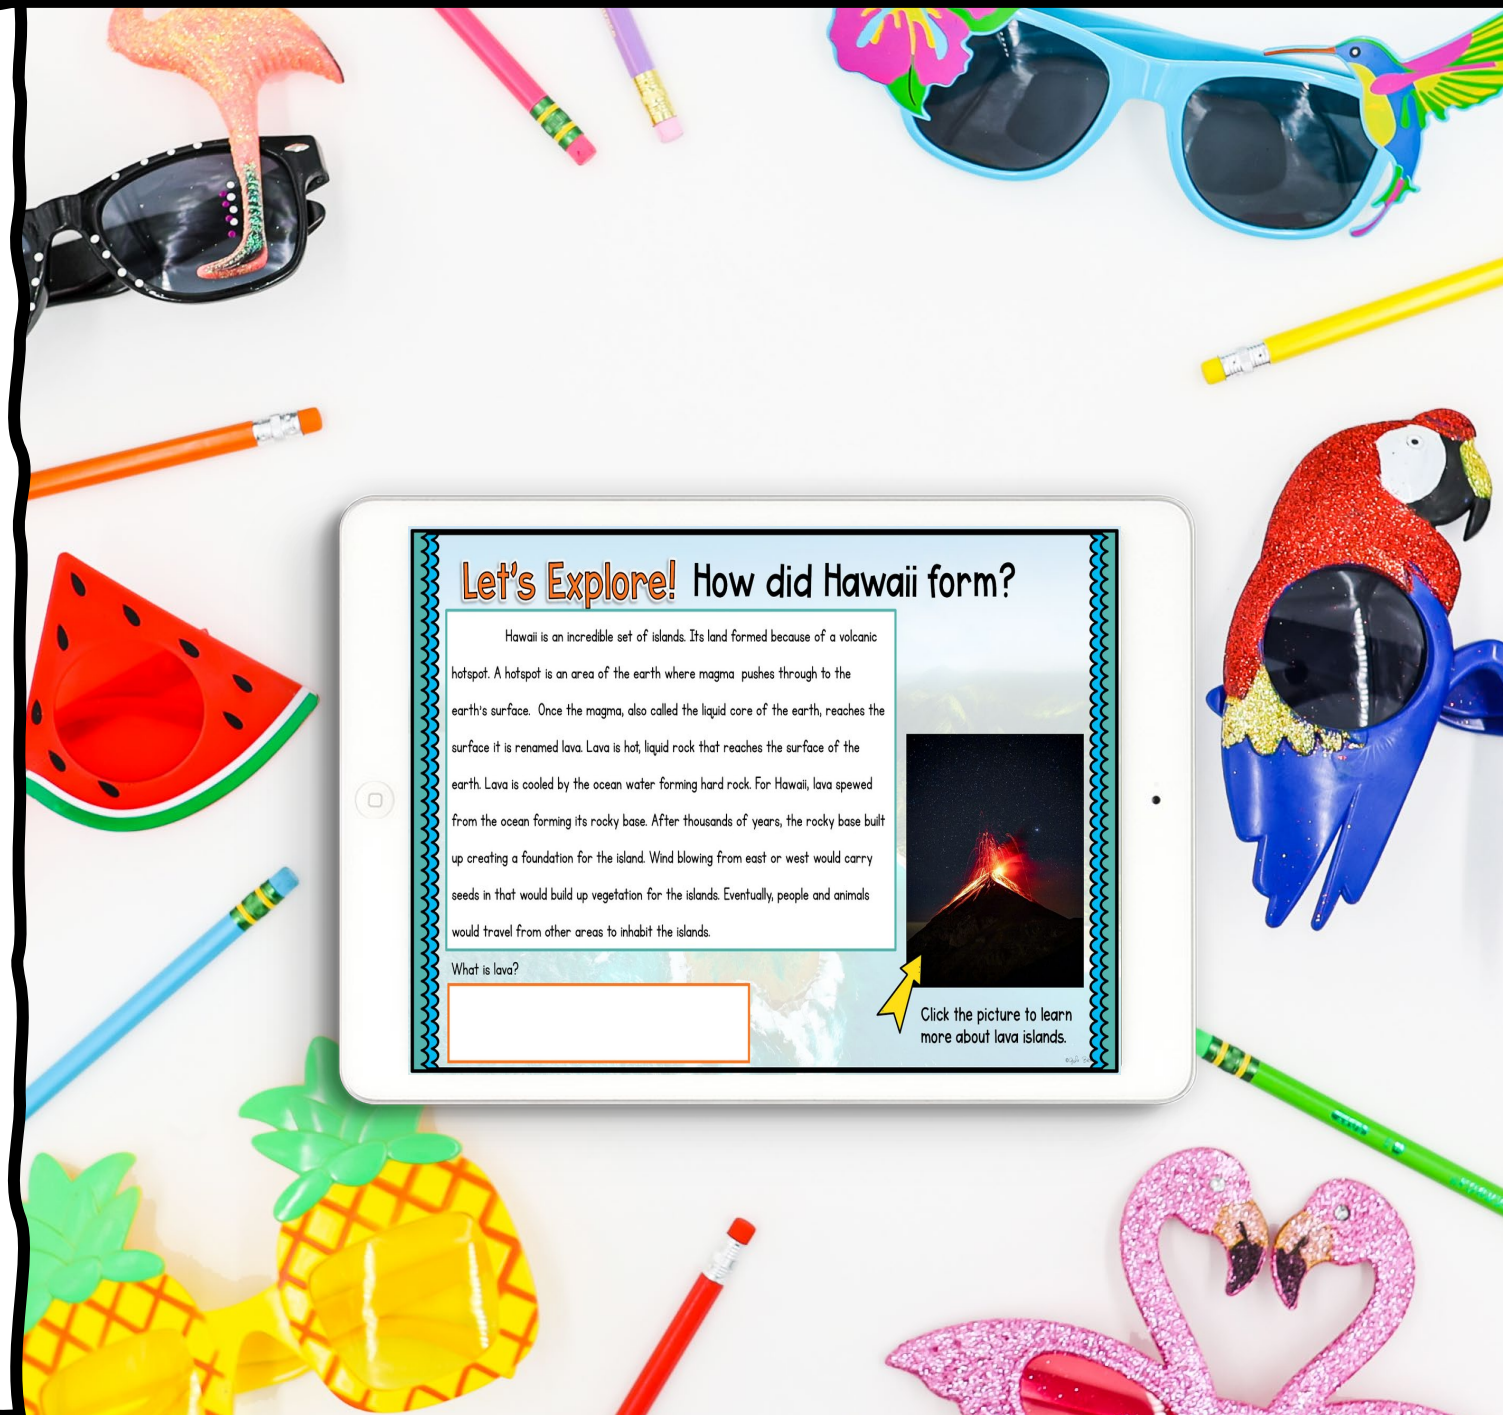 Let's Explore! How did Hawaii form?
Hawaii is an incredible set of islands. Its land formed because of a volcanic
hotspot. A hotspot is an area of the earth where magma pushes through to the
earth's surface. Once the magma, also called the liquid core of the earth, reaches the
surface it is renamed lava. Lava is hot, liquid rock that reaches the surface of the
earth. Lava is cooled by the ocean water forming hard rock. For Hawaii, lava spewed
from the ocean forming its rocky base. After thousands of years, the rocky base built
up creating a foundation for the island. Wind blowing from east or west would carry
seeds in that would build up vegetation for the islands. Eventually, people and animals
would travel from other areas to inhabit the islands.
What is lava?
Click the picture to learn
more about lava islands.